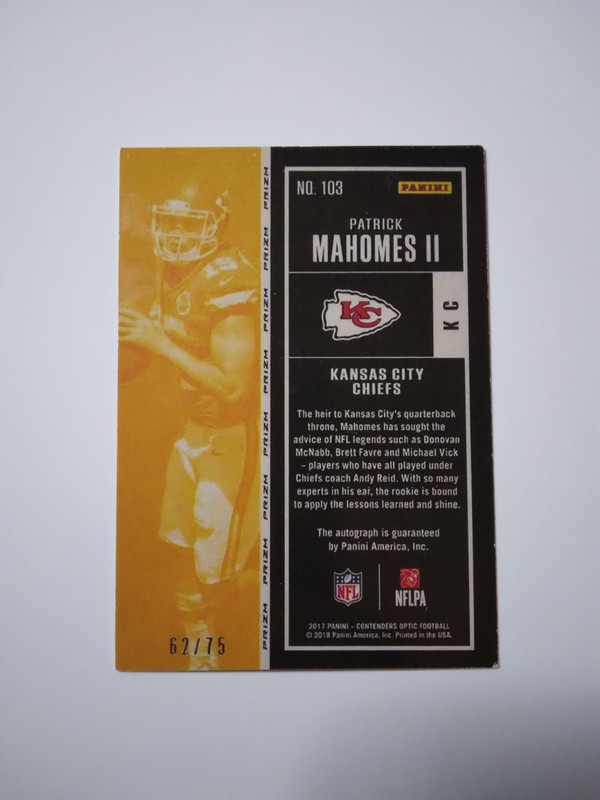 NO. 103
PANINI
PATRICK
MAHOMES II
KC
K C
KANSAS CITY
CHIEFS
The heir to Kansas City's quarterback
throne, Mahomes has sought the
advice of NFL legends such as Donovan
McNabb, Brett Favre and Michael Vick
– players who have all played under
Chiefs coach Andy Reid. With so many
experts in his ear, the rookie is bound
to apply the lessons learned and shine.
The autograph is guaranteed
by Panini America, Inc.
NFL
NFLPA
2017 PANINI – CONTENDERS OPTIC FOOTBALL
© 2018 Panini America, Inc. Printed in the USA.
PRIZM PRIZM PRIZM PRIZM PRIZM PRIZM PRIZM PRIZM
62/75